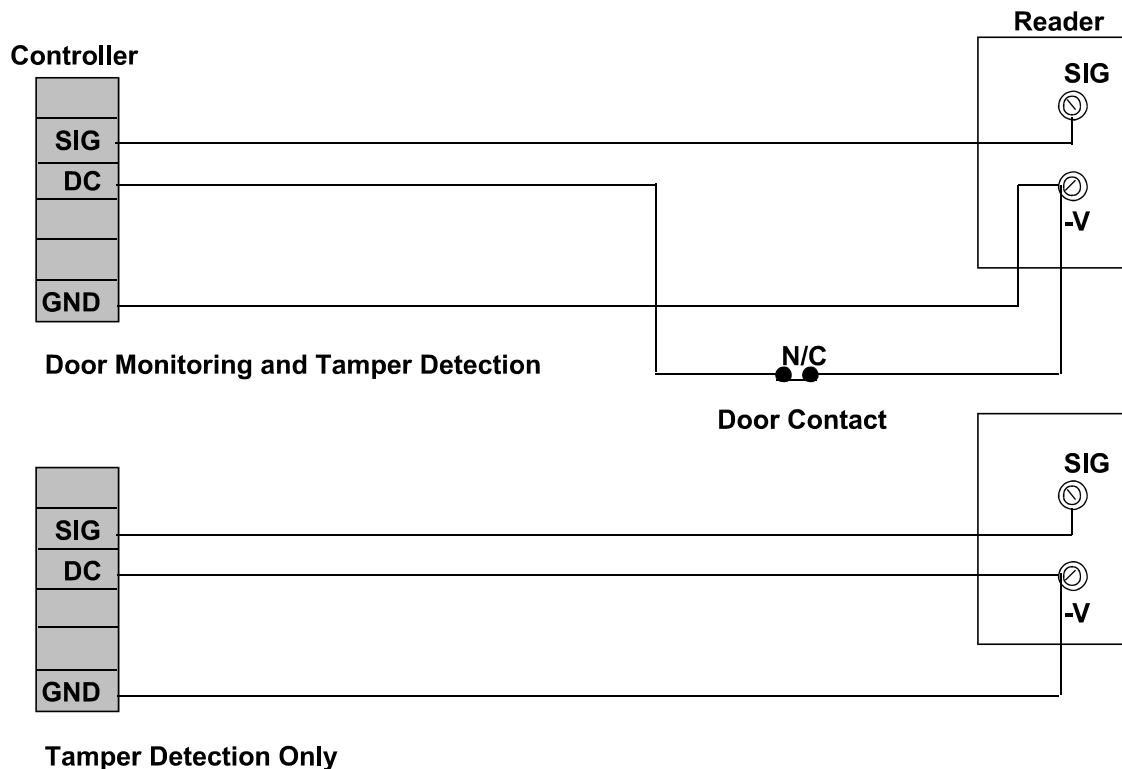 Reader
Controller
SIG
SIG
DC
-V
GND
Door Monitoring and Tamper Detection
N/C
Door Contact
SIG
SIG
DC
-V
GND
Tamper Detection Only